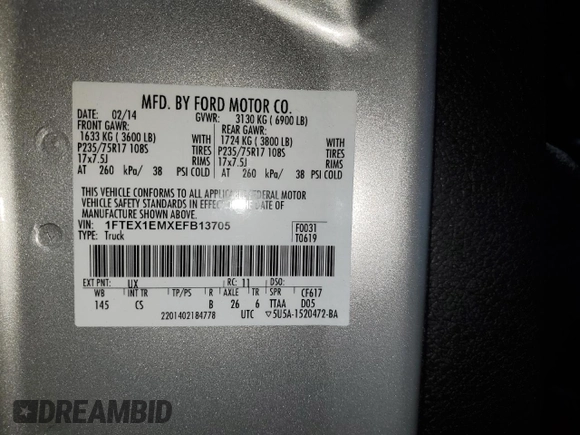 MFD. BY FORD MOTOR CO.
DATE: 02/14 GVWR: 3130 KG ( 6900 LB)
FRONT GAWR: REAR GAWR:
1633 KG ( 3600 LB) WITH 1724 KG ( 3800 LB) WITH
P235/75R17 108S TIRES P235/75R17 108S TIRES
17x7.5J RIMS 17x7.5J RIMS
AT 260 kPa/ 38 PSI COLD AT 260 kPa/ 38 PSI COLD
THIS VEHICLE CONFORMS TO ALL FEDERAL MOTOR
VEHICLE SAFETY STANDARDS IN EFFECT DATE OF
MANUFACTURE SHOWN ABOVE.
VIN: 1FTEX1EMXEFB13705 F0031
TYPE: Truck T0619
EXT PNT: UX RC: 11 DSO:
WB INT TR TP/PS R AXLE TR SPR CF617
145 CS B 26 6 TTAA D05
2201402184778 UTC ▽5U5A-1520472-BA
DREAMBID